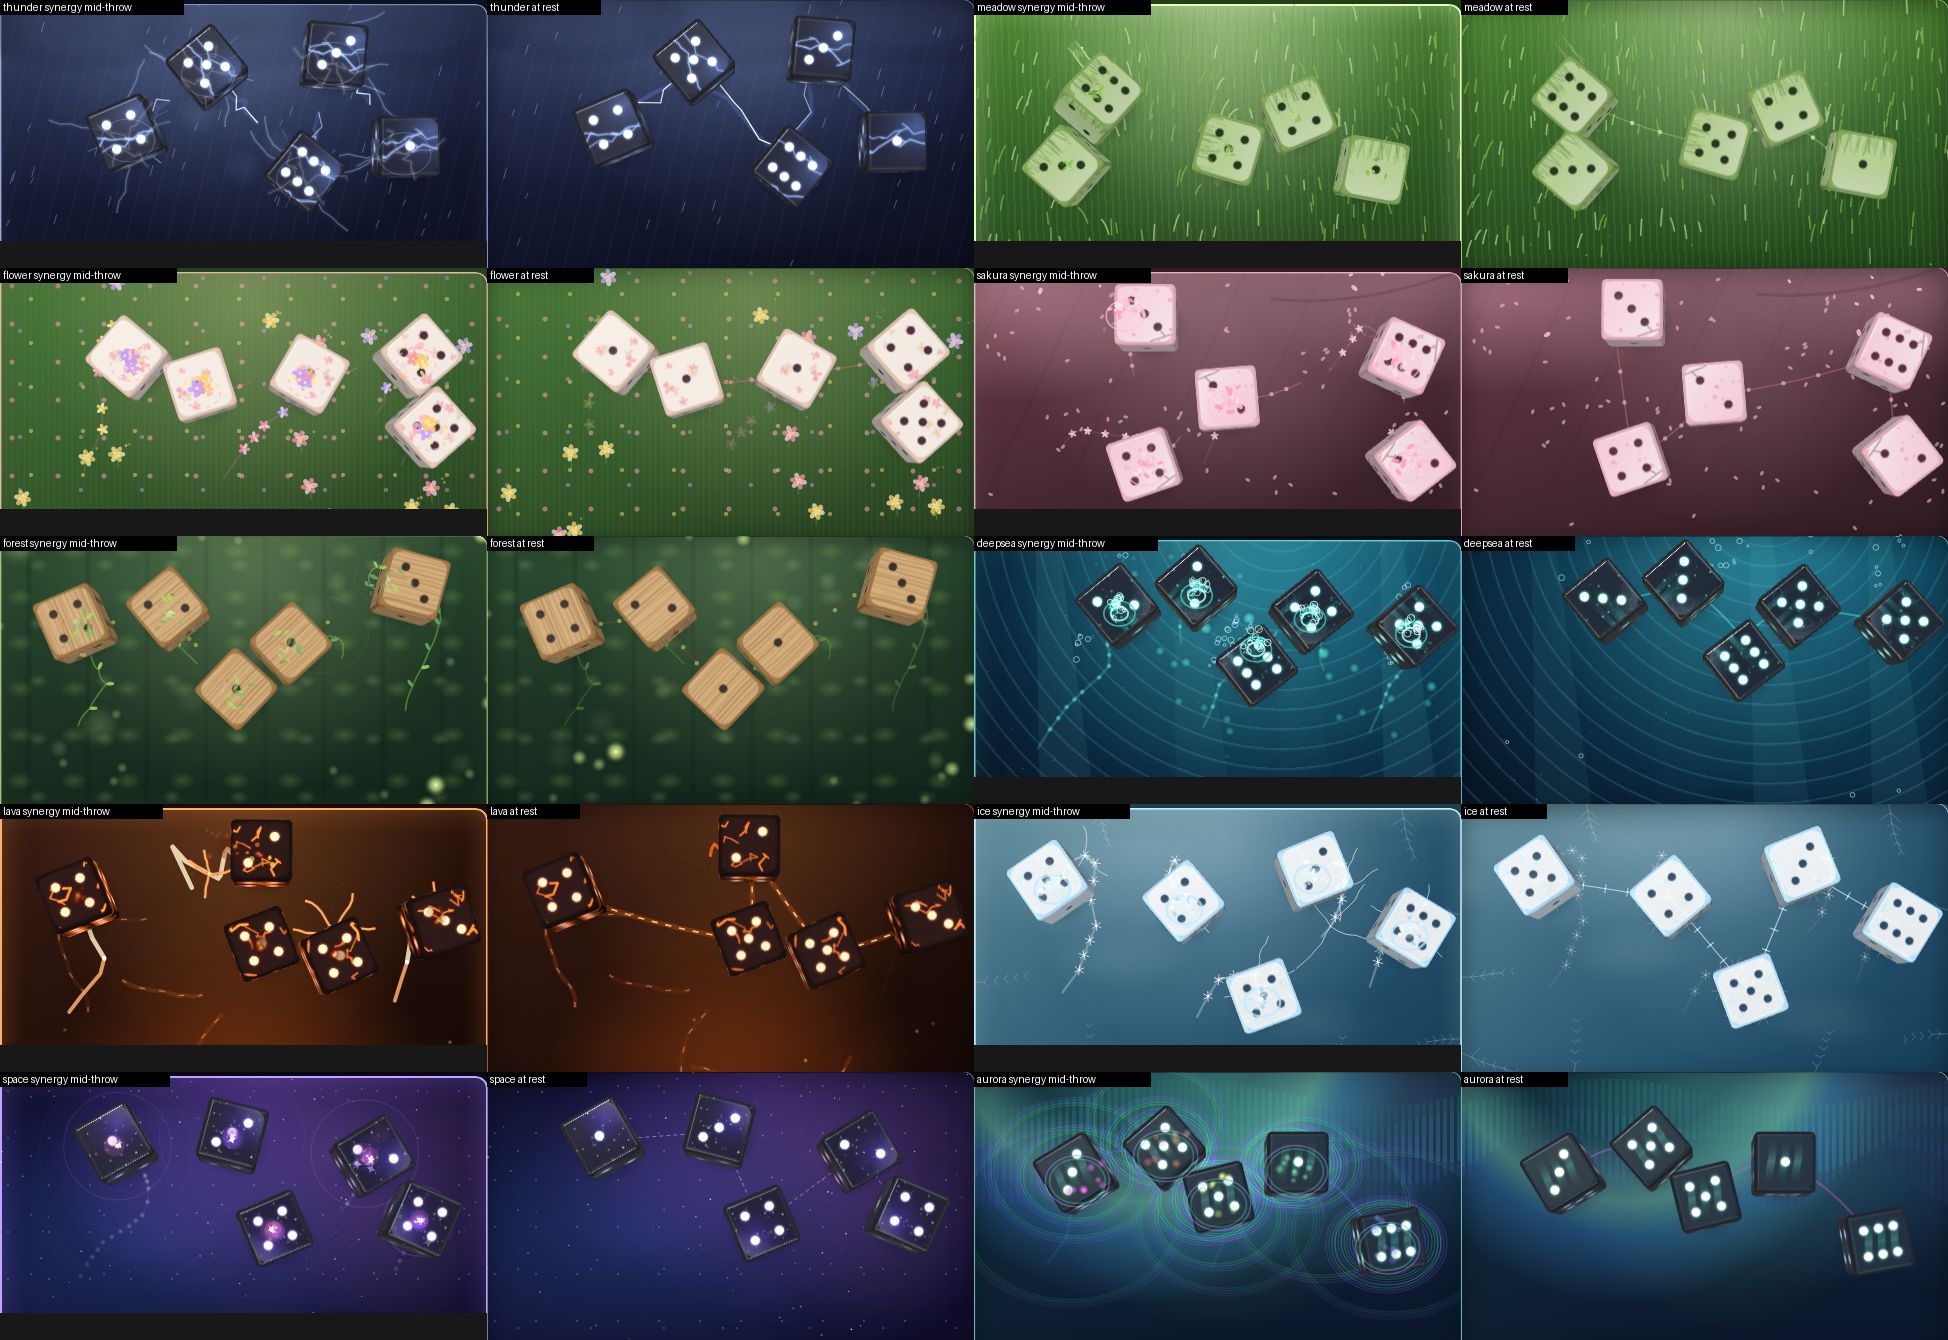 thunder synergy mid-throw
thunder at rest
meadow synergy mid-throw
meadow at rest
flower synergy mid-throw
flower at rest
sakura synergy mid-throw
sakura at rest
forest synergy mid-throw
forest at rest
deepsea synergy mid-throw
deepsea at rest
lava synergy mid-throw
lava at rest
ice synergy mid-throw
ice at rest
space synergy mid-throw
space at rest
aurora synergy mid-throw
aurora at rest